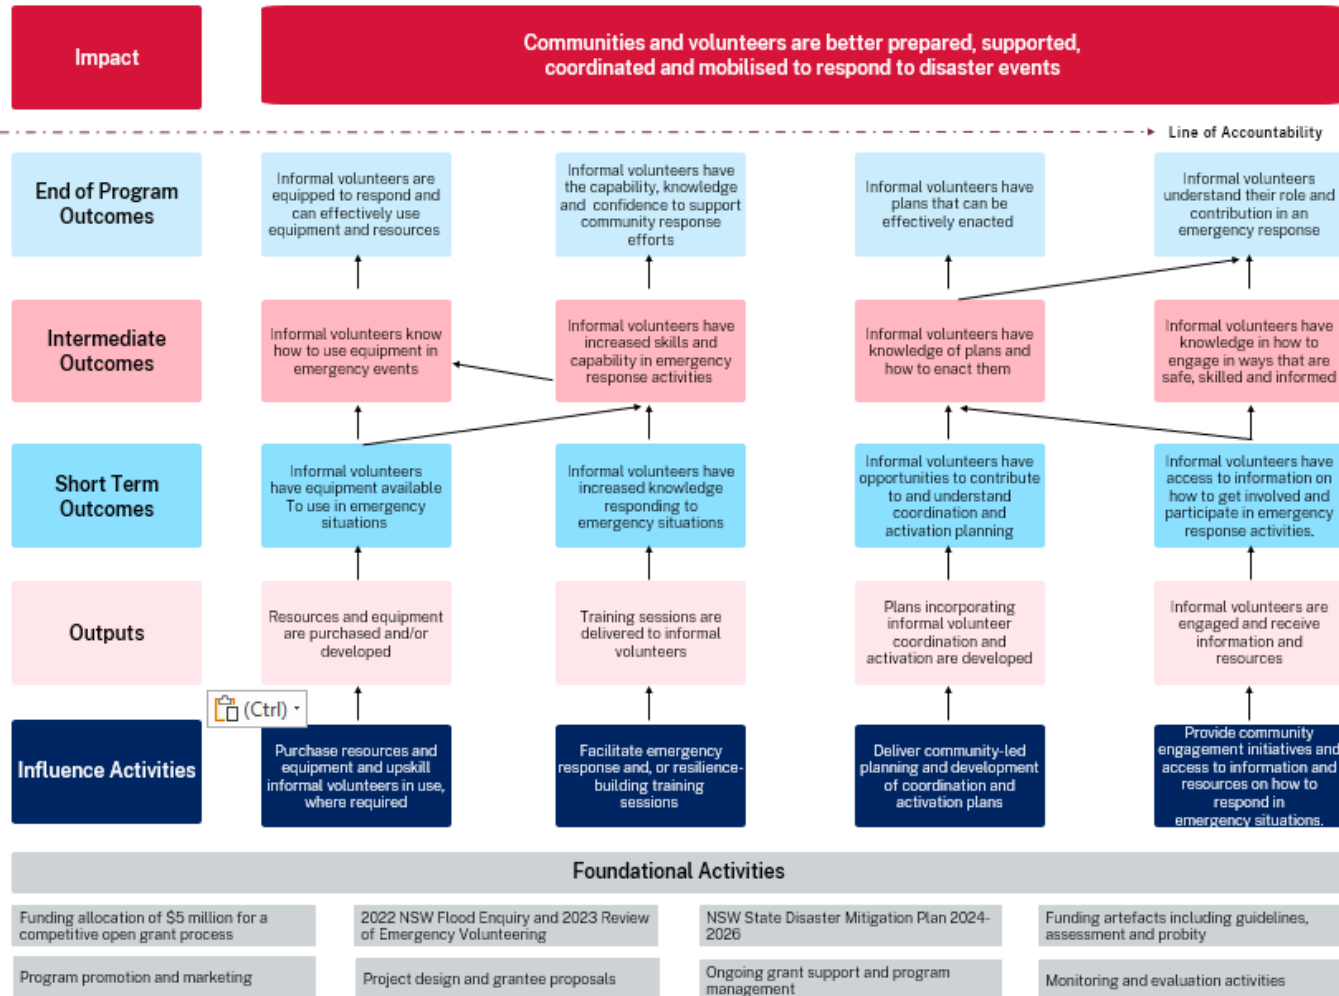 Impact
Communities and volunteers are better prepared, supported,
coordinated and mobilised to respond to disaster events
Line of Accountability
End of Program
Outcomes
Informal volunteers are
equipped to respond and
can effectively use
equipment and resources
Informal volunteers have
the capability, knowledge
and confidence to support
community response
efforts
Informal volunteers have
plans that can be
effectively enacted
Informal volunteers
understand their role and
contribution in an
emergency response
Intermediate
Outcomes
Informal volunteers know
how to use equipment in
emergency events
Informal volunteers have
increased skills and
capability in emergency
response activities
Informal volunteers have
knowledge of plans and
how to enact them
Informal volunteers have
knowledge in how to
engage in ways that are
safe, skilled and informed
Short Term
Outcomes
Informal volunteers
have equipment available
To use in emergency
situations
Informal volunteers have
increased knowledge
responding to
emergency situations
Informal volunteers have
opportunities to contribute
to and understand
coordination and
activation planning
Informal volunteers have
access to information on
how to get involved and
participate in emergency
response activities.
Outputs
Resources and equipment
are purchased and/or
developed
Training sessions are
delivered to informal
volunteers
Plans incorporating
informal volunteer
coordination and
activation are developed
Informal volunteers are
engaged and receive
information and
resources
(Ctrl)
Influence Activities
Purchase resources and
equipment and upskill
informal volunteers in use,
where required
Facilitate emergency
response and, or resilience-
building training
sessions
Deliver community-led
planning and development
of coordination and
activation plans
Provide community
engagement initiatives and
access to information and
resources on how to
respond in
emergency situations.
Foundational Activities
Funding allocation of $5 million for a
competitive open grant process
2022 NSW Flood Enquiry and 2023 Review
of Emergency Volunteering
NSW State Disaster Mitigation Plan 2024-
2026
Funding artefacts including guidelines,
assessment and probity
Program promotion and marketing
Project design and grantee proposals
Ongoing grant support and program
management
Monitoring and evaluation activities